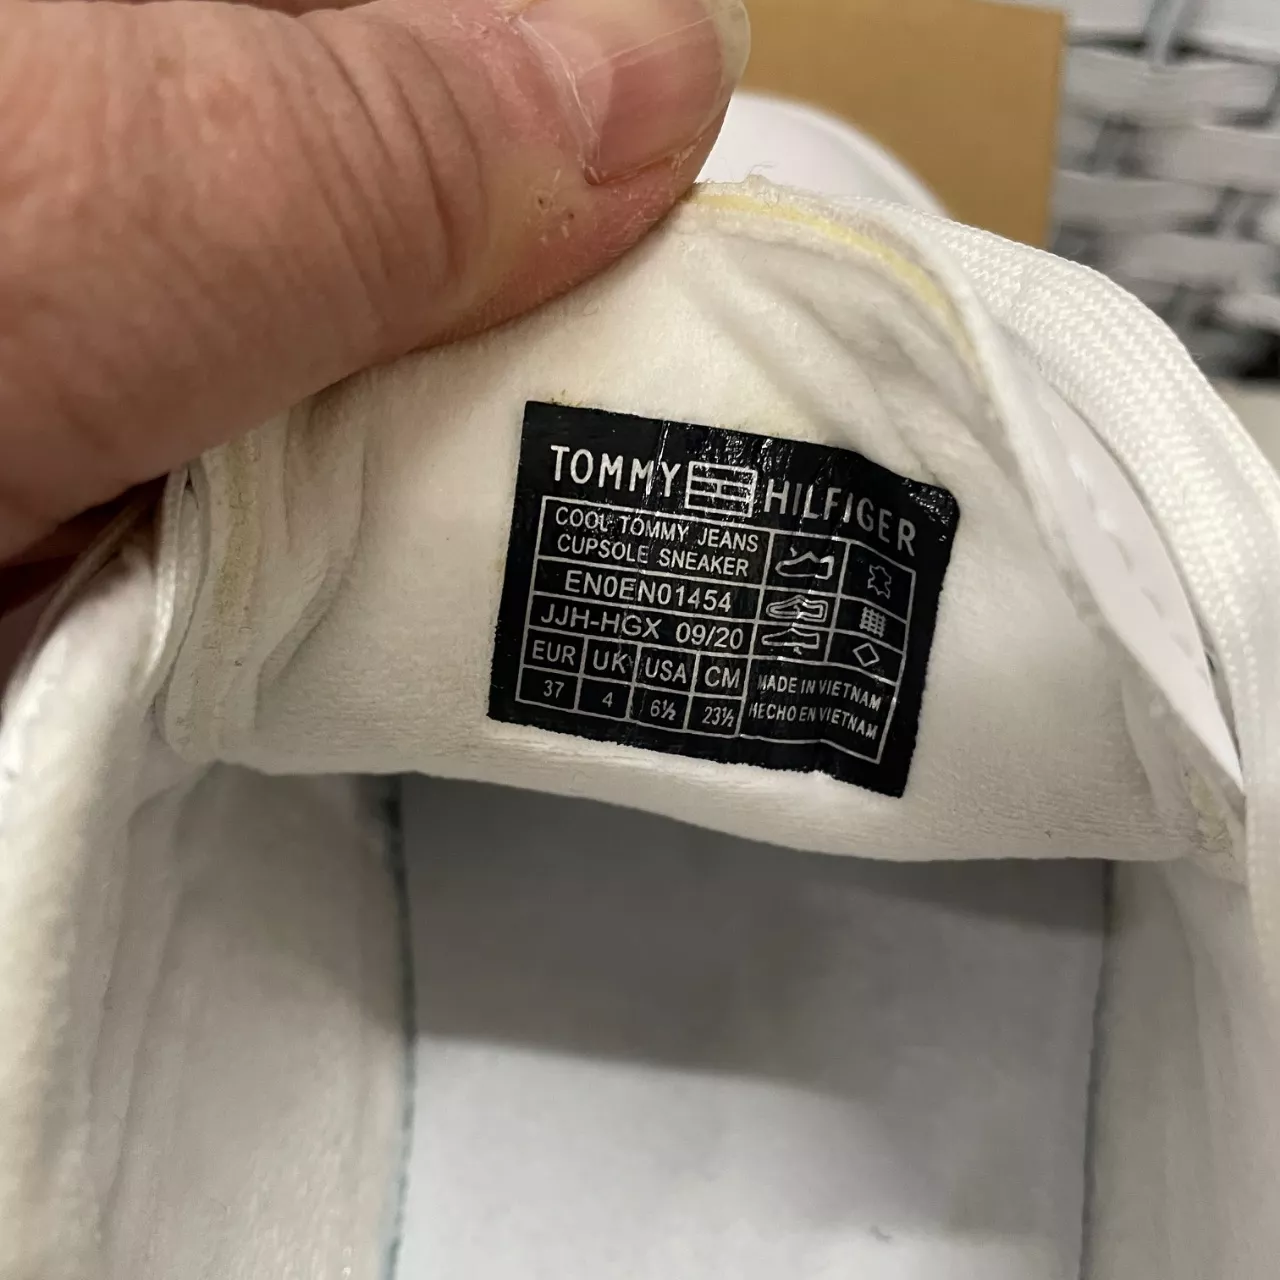 TOMMY HILFIGER
COOL TOMMY JEANS
CUPSOLE SNEAKER
EN0EN01454
JJH-HGX 09/20
EUR UK USA CM
37 4 6½ 23½
MADE IN VIETNAM
HECHO EN VIETNAM